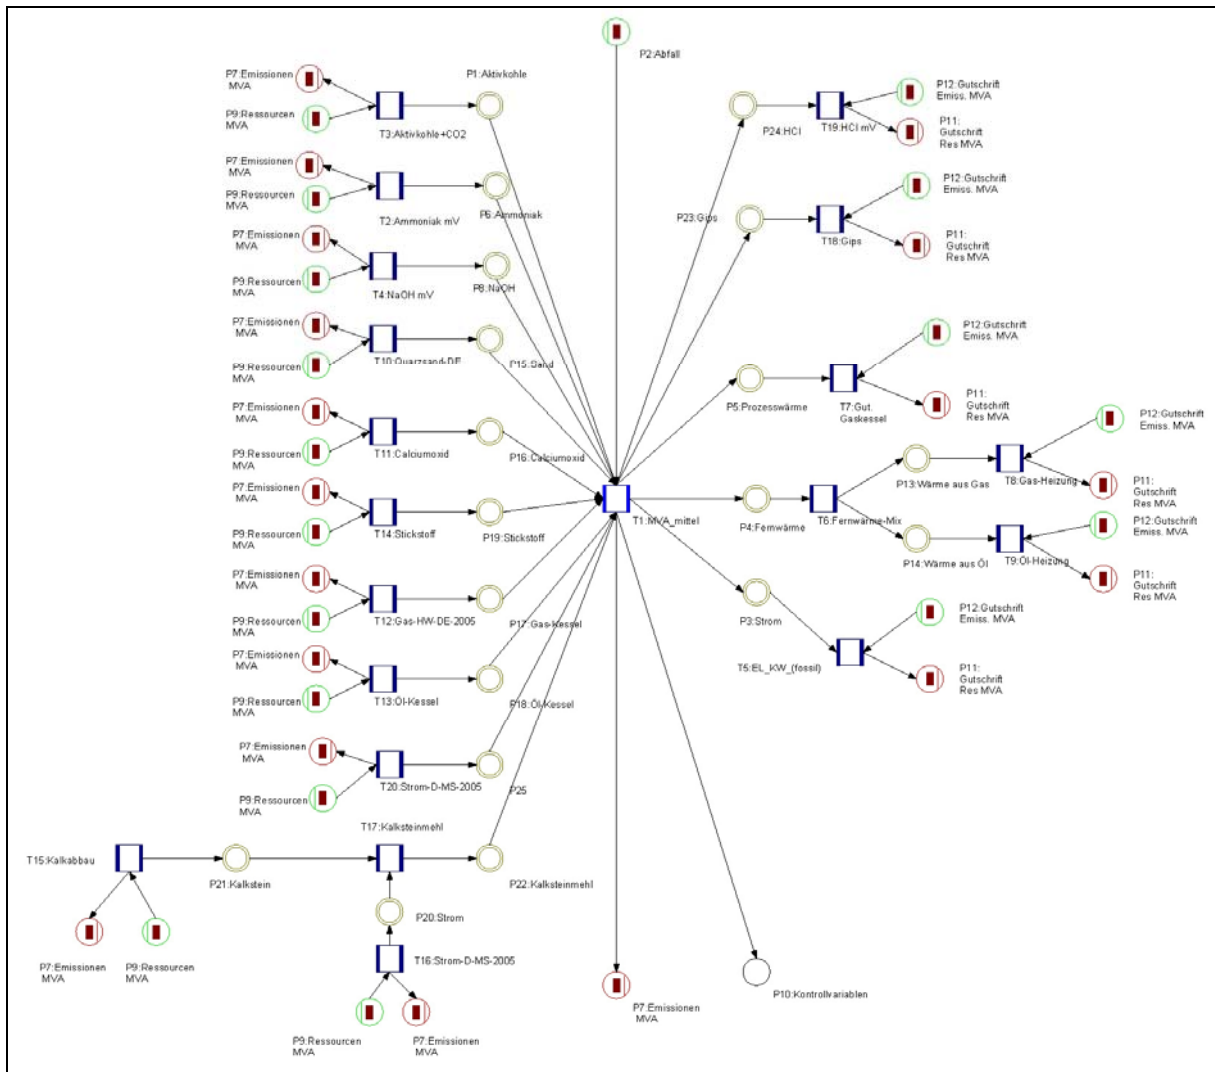 P2:Abfall
P7:Emissionen
MVA
P1:Aktivkohle
P9:Ressourcen
MVA
T3:Aktivkohle+CO2
P7:Emissionen
MVA
P9:Ressourcen
MVA
T2:Ammoniak mV
P6:Ammoniak
P7:Emissionen
MVA
P9:Ressourcen
MVA
T4:NaOH mV
P8:NaOH
P7:Emissionen
MVA
P9:Ressourcen
MVA
T10:Quarzsand-DE
P15:Sand
P7:Emissionen
MVA
P9:Ressourcen
MVA
T11:Calciumoxid
P16:Calciumoxid
P7:Emissionen
MVA
P9:Ressourcen
MVA
T14:Stickstoff
P19:Stickstoff
P7:Emissionen
MVA
P9:Ressourcen
MVA
T12:Gas-HW-DE-2005
P17:Gas-Kessel
P7:Emissionen
MVA
P9:Ressourcen
MVA
T13:Öl-Kessel
P18:Öl-Kessel
P7:Emissionen
MVA
P9:Ressourcen
MVA
T20:Strom-D-MS-2005
P25
T17:Kalksteinmehl
T15:Kalkabbau
P21:Kalkstein
P22:Kalksteinmehl
P20:Strom
P7:Emissionen
MVA
P9:Ressourcen
MVA
T16:Strom-D-MS-2005
P9:Ressourcen
MVA
P7:Emissionen
MVA
T1:MVA_mittel
P7:Emissionen
MVA
P10:Kontrollvariablen
P24:HCl
T19:HCl mV
P12:Gutschrift
Emiss. MVA
P11:
Gutschrift
Res MVA
P23:Gips
T18:Gips
P12:Gutschrift
Emiss. MVA
P11:
Gutschrift
Res MVA
P5:Prozesswärme
T7:Gut.
Gaskessel
P12:Gutschrift
Emiss. MVA
P11:
Gutschrift
Res MVA
P4:Fernwärme
T6:Fernwärme-Mix
P13:Wärme aus Gas
T8:Gas-Heizung
P12:Gutschrift
Emiss. MVA
P11:
Gutschrift
Res MVA
P14:Wärme aus Öl
T9:Öl-Heizung
P12:Gutschrift
Emiss. MVA
P11:
Gutschrift
Res MVA
P3:Strom
T5:EL_KW_(fossil)
P12:Gutschrift
Emiss. MVA
P11:
Gutschrift
Res MVA